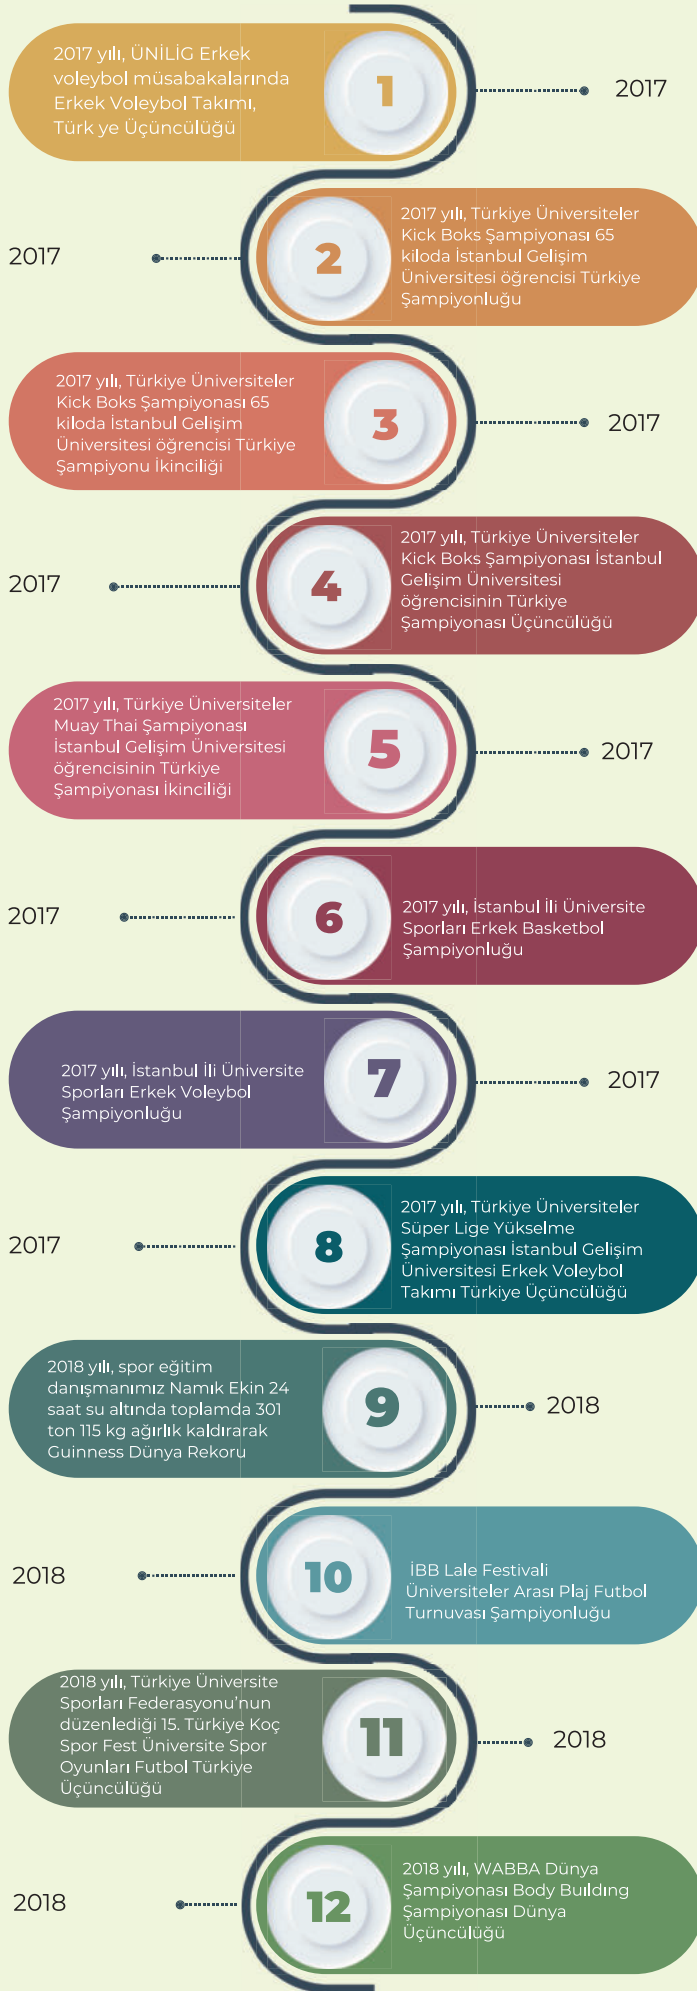 2017 yılı, ÜNİLİG Erkek
voleybol müsabakalarında
Erkek Voleybol Takımı,
Türk ye Üçüncülüğü
1
2017
2017
2
2017 yılı, Türkiye Üniversiteler
Kick Boks Şampiyonası 65
kiloda İstanbul Gelişim
Üniversitesi öğrencisi Türkiye
Şampiyonluğu
2017 yılı, Türkiye Üniversiteler
Kick Boks Şampiyonası 65
kiloda İstanbul Gelişim
Üniversitesi öğrencisi Türkiye
Şampiyonu İkinciliği
3
2017
2017
4
2017 yılı, Türkiye Üniversiteler
Kick Boks Şampiyonası İstanbul
Gelişim Üniversitesi
öğrencisinin Türkiye
Şampiyonası Üçüncülüğü
2017 yılı, Türkiye Üniversiteler
Muay Thai Şampiyonası
İstanbul Gelişim Üniversitesi
öğrencisinin Türkiye
Şampiyonası İkinciliği
5
2017
2017
6
2017 yılı, İstanbul İli Üniversite
Sporları Erkek Basketbol
Şampiyonluğu
2017 yılı, İstanbul İli Üniversite
Sporları Erkek Voleybol
Şampiyonluğu
7
2017
2017
8
2017 yılı, Türkiye Üniversiteler
Süper Lige Yükselme
Şampiyonası İstanbul Gelişim
Üniversitesi Erkek Voleybol
Takımı Türkiye Üçüncülüğü
2018 yılı, spor eğitim
danışmanımız Namık Ekin 24
saat su altında toplamda 301
ton 115 kg ağırlık kaldırarak
Guinness Dünya Rekoru
9
2018
2018
10
İBB Lale Festivali
Üniversiteler Arası Plaj Futbol
Turnuvası Şampiyonluğu
2018 yılı, Türkiye Üniversite
Sporları Federasyonu’nun
düzenlediği 15. Türkiye Koç
Spor Fest Üniversite Spor
Oyunları Futbol Türkiye
Üçüncülüğü
11
2018
2018
12
2018 yılı, WABBA Dünya
Şampiyonası Body Buildıng
Şampiyonası Dünya
Üçüncülüğü